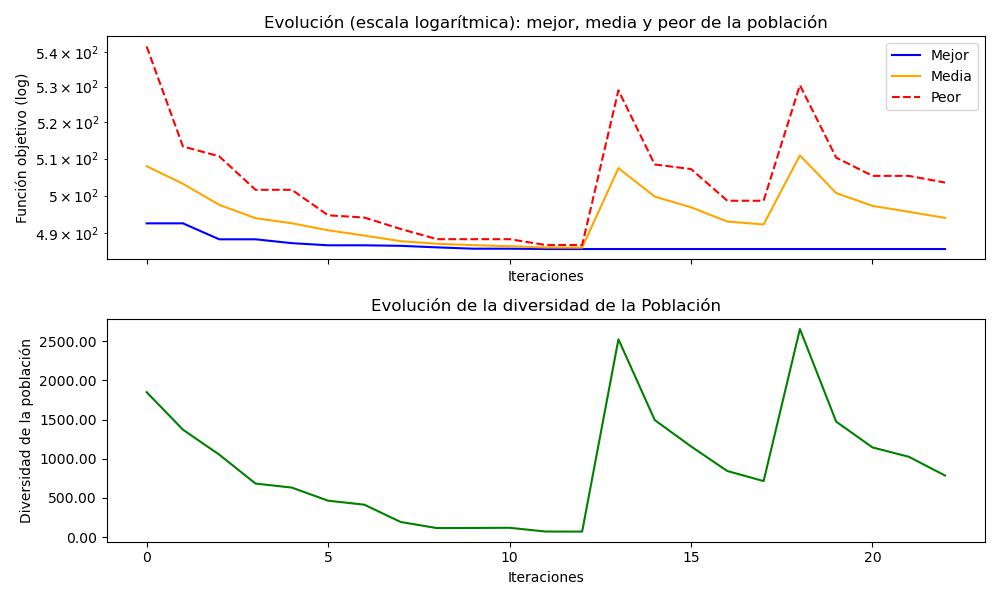 Evolución (escala logarítmica): mejor, media y peor de la población
5.4 × 10²
5.3 × 10²
5.2 × 10²
5.1 × 10²
5 × 10²
4.9 × 10²
Función objetivo (log)
Mejor
Media
Peor
Iteraciones
Evolución de la diversidad de la Población
2500.00
2000.00
1500.00
1000.00
500.00
0.00
Diversidad de la población
0 5 10 15 20
Iteraciones